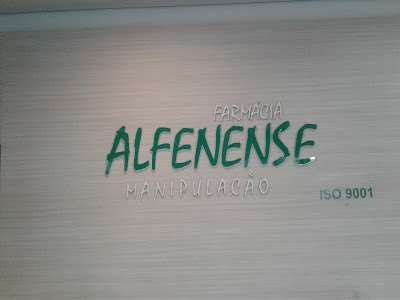 FARMÁCIA
ALFENENSE
MANIPULAÇÃO
ISO 9001